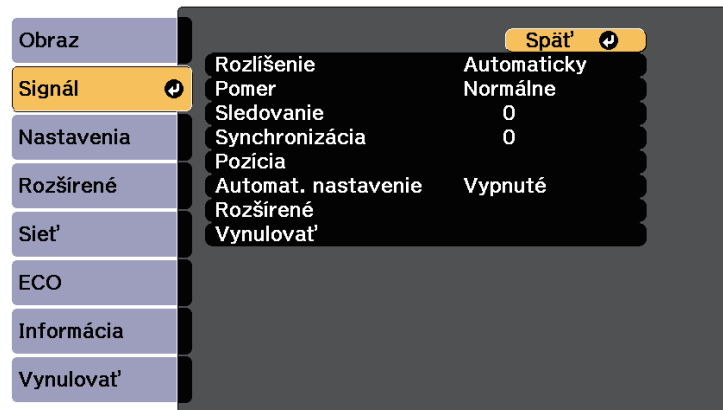 Obraz
Signál
Nastavenia
Rozšírené
Sieť
ECO
Informácia
Vynulovať
Späť
Rozlíšenie Automaticky
Pomer Normálne
Sledovanie 0
Synchronizácia 0
Pozícia
Automat. nastavenie Vypnuté
Rozšírené
Vynulovať